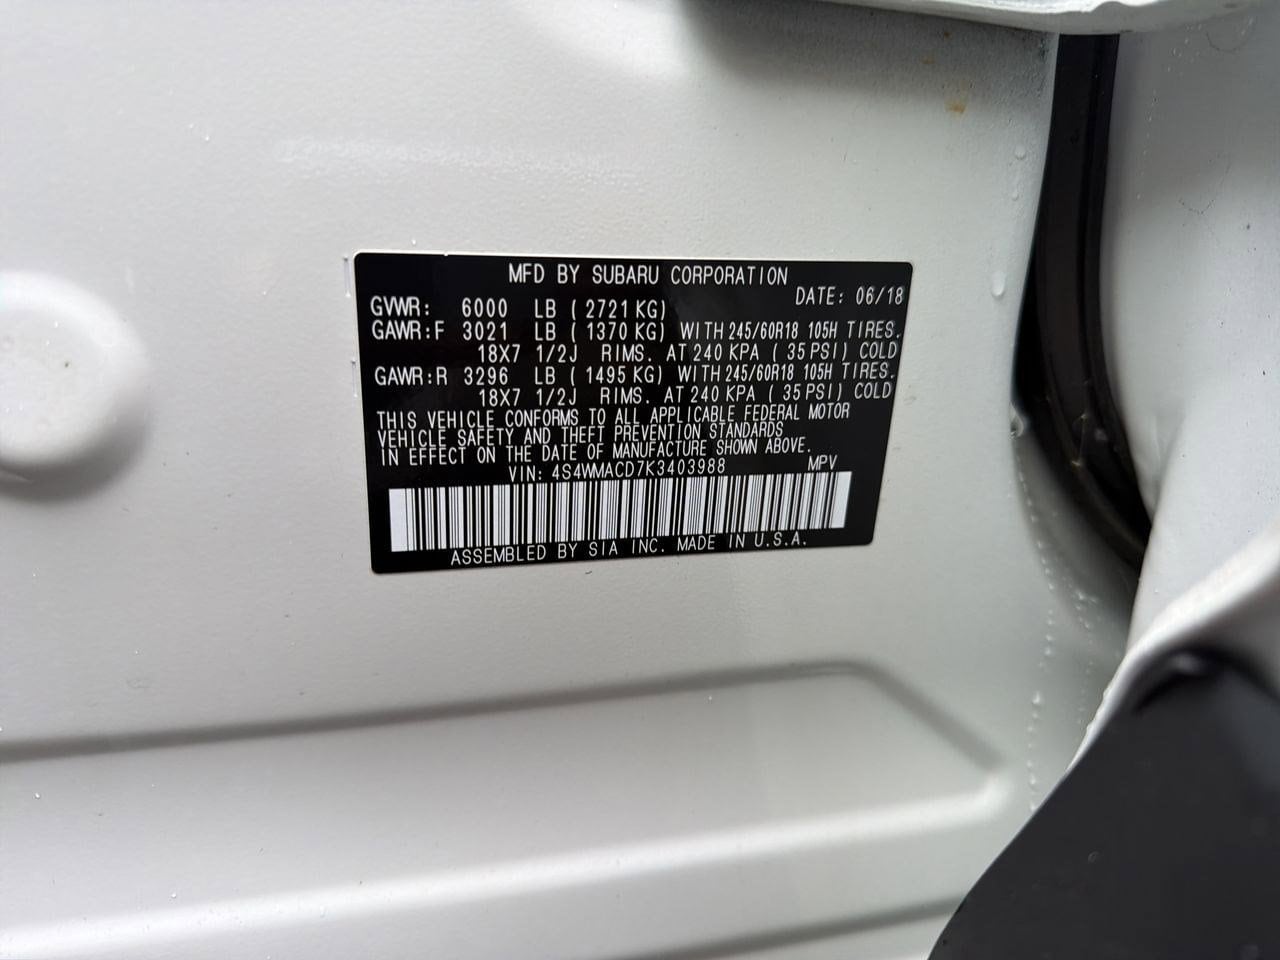 MFD BY SUBARU CORPORATION
DATE: 06/18
GVWR: 6000 LB ( 2721 KG)
GAWR:F 3021 LB ( 1370 KG) WITH 245/60R18 105H TIRES.
18X7 1/2J RIMS. AT 240 KPA ( 35 PSI) COLD
GAWR:R 3296 LB ( 1495 KG) WITH 245/60R18 105H TIRES.
18X7 1/2J RIMS. AT 240 KPA ( 35 PSI) COLD
THIS VEHICLE CONFORMS TO ALL APPLICABLE FEDERAL MOTOR
VEHICLE SAFETY AND THEFT PREVENTION STANDARDS
IN EFFECT ON THE DATE OF MANUFACTURE SHOWN ABOVE.
VIN: 4S4WMACD7K3403988 MPV
ASSEMBLED BY SIA INC. MADE IN U.S.A.